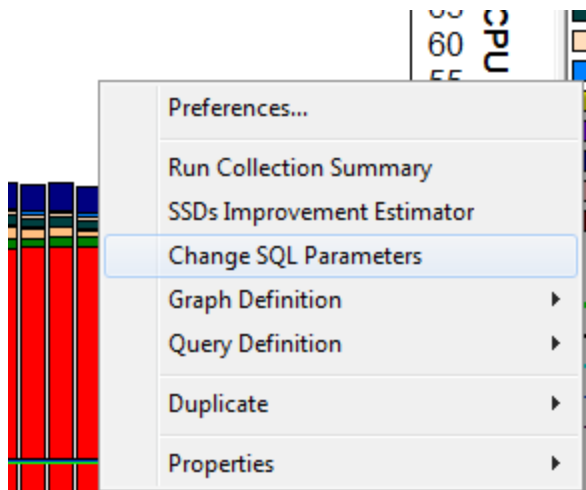 60
CPU
Preferences...
Run Collection Summary
SSDs Improvement Estimator
Change SQL Parameters
Graph Definition
Query Definition
Duplicate
Properties